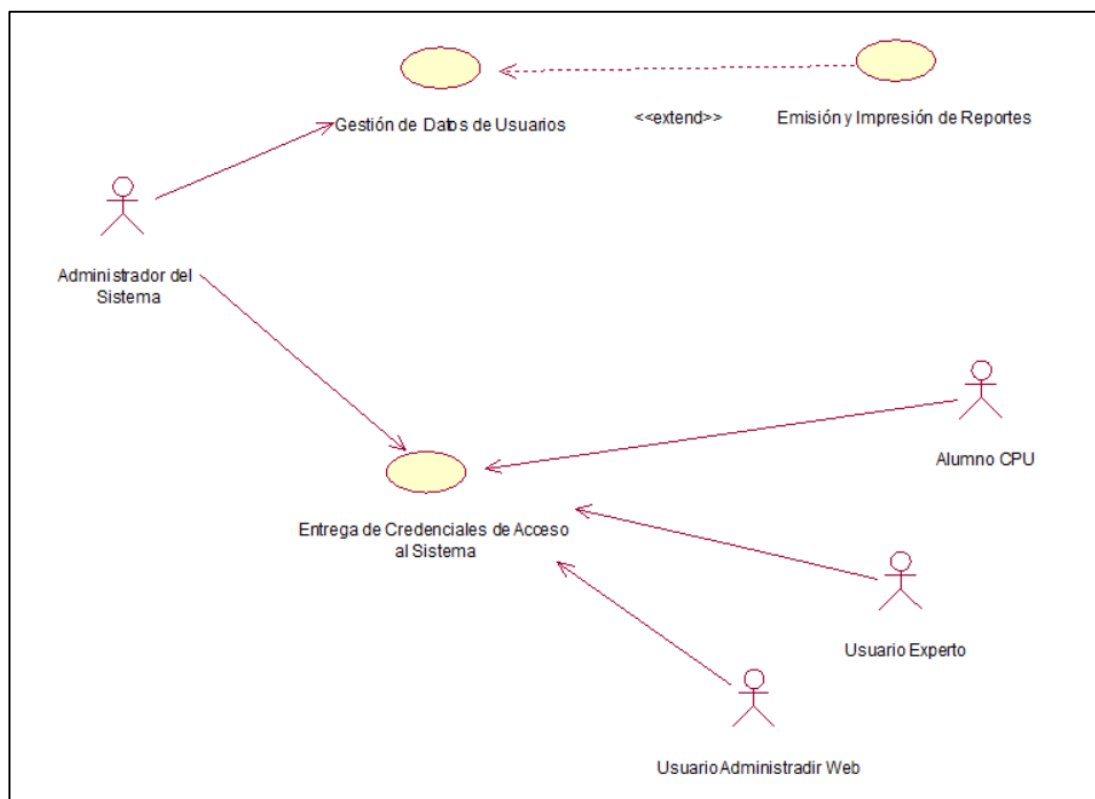 Gestión de Datos de Usuarios
<<extend>>
Emisión y Impresión de Reportes
Administrador del
Sistema
Alumno CPU
Entrega de Credenciales de Acceso
al Sistema
Usuario Experto
Usuario Administradir Web